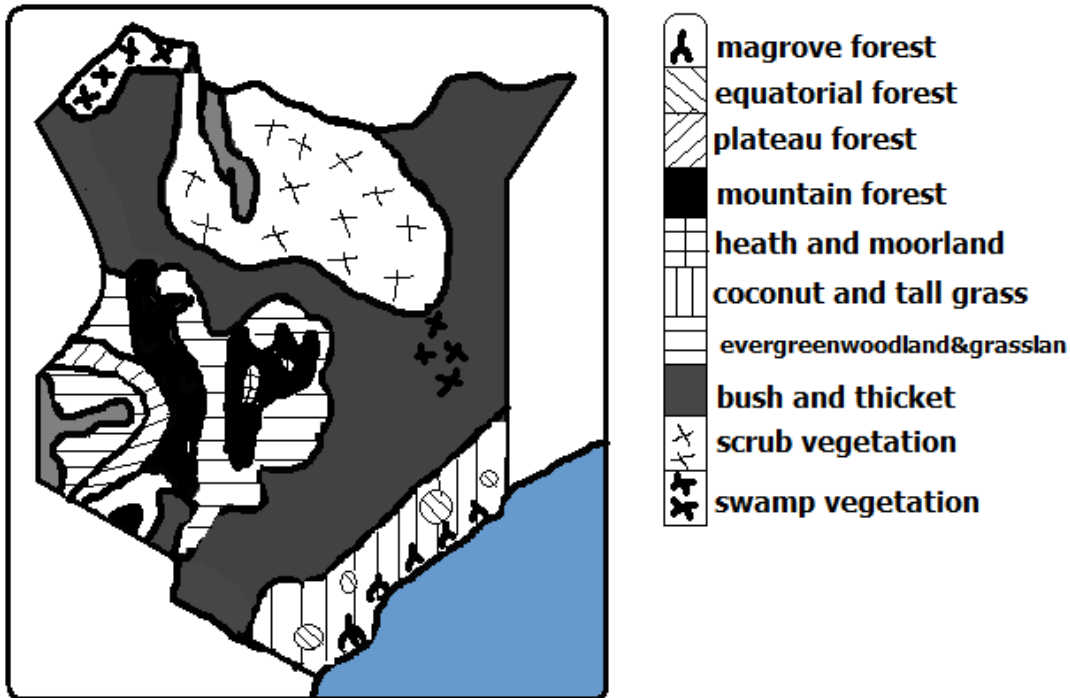 magrove forest
equatorial forest
plateau forest
mountain forest
heath and moorland
coconut and tall grass
evergreenwoodland&grasslan
bush and thicket
scrub vegetation
swamp vegetation